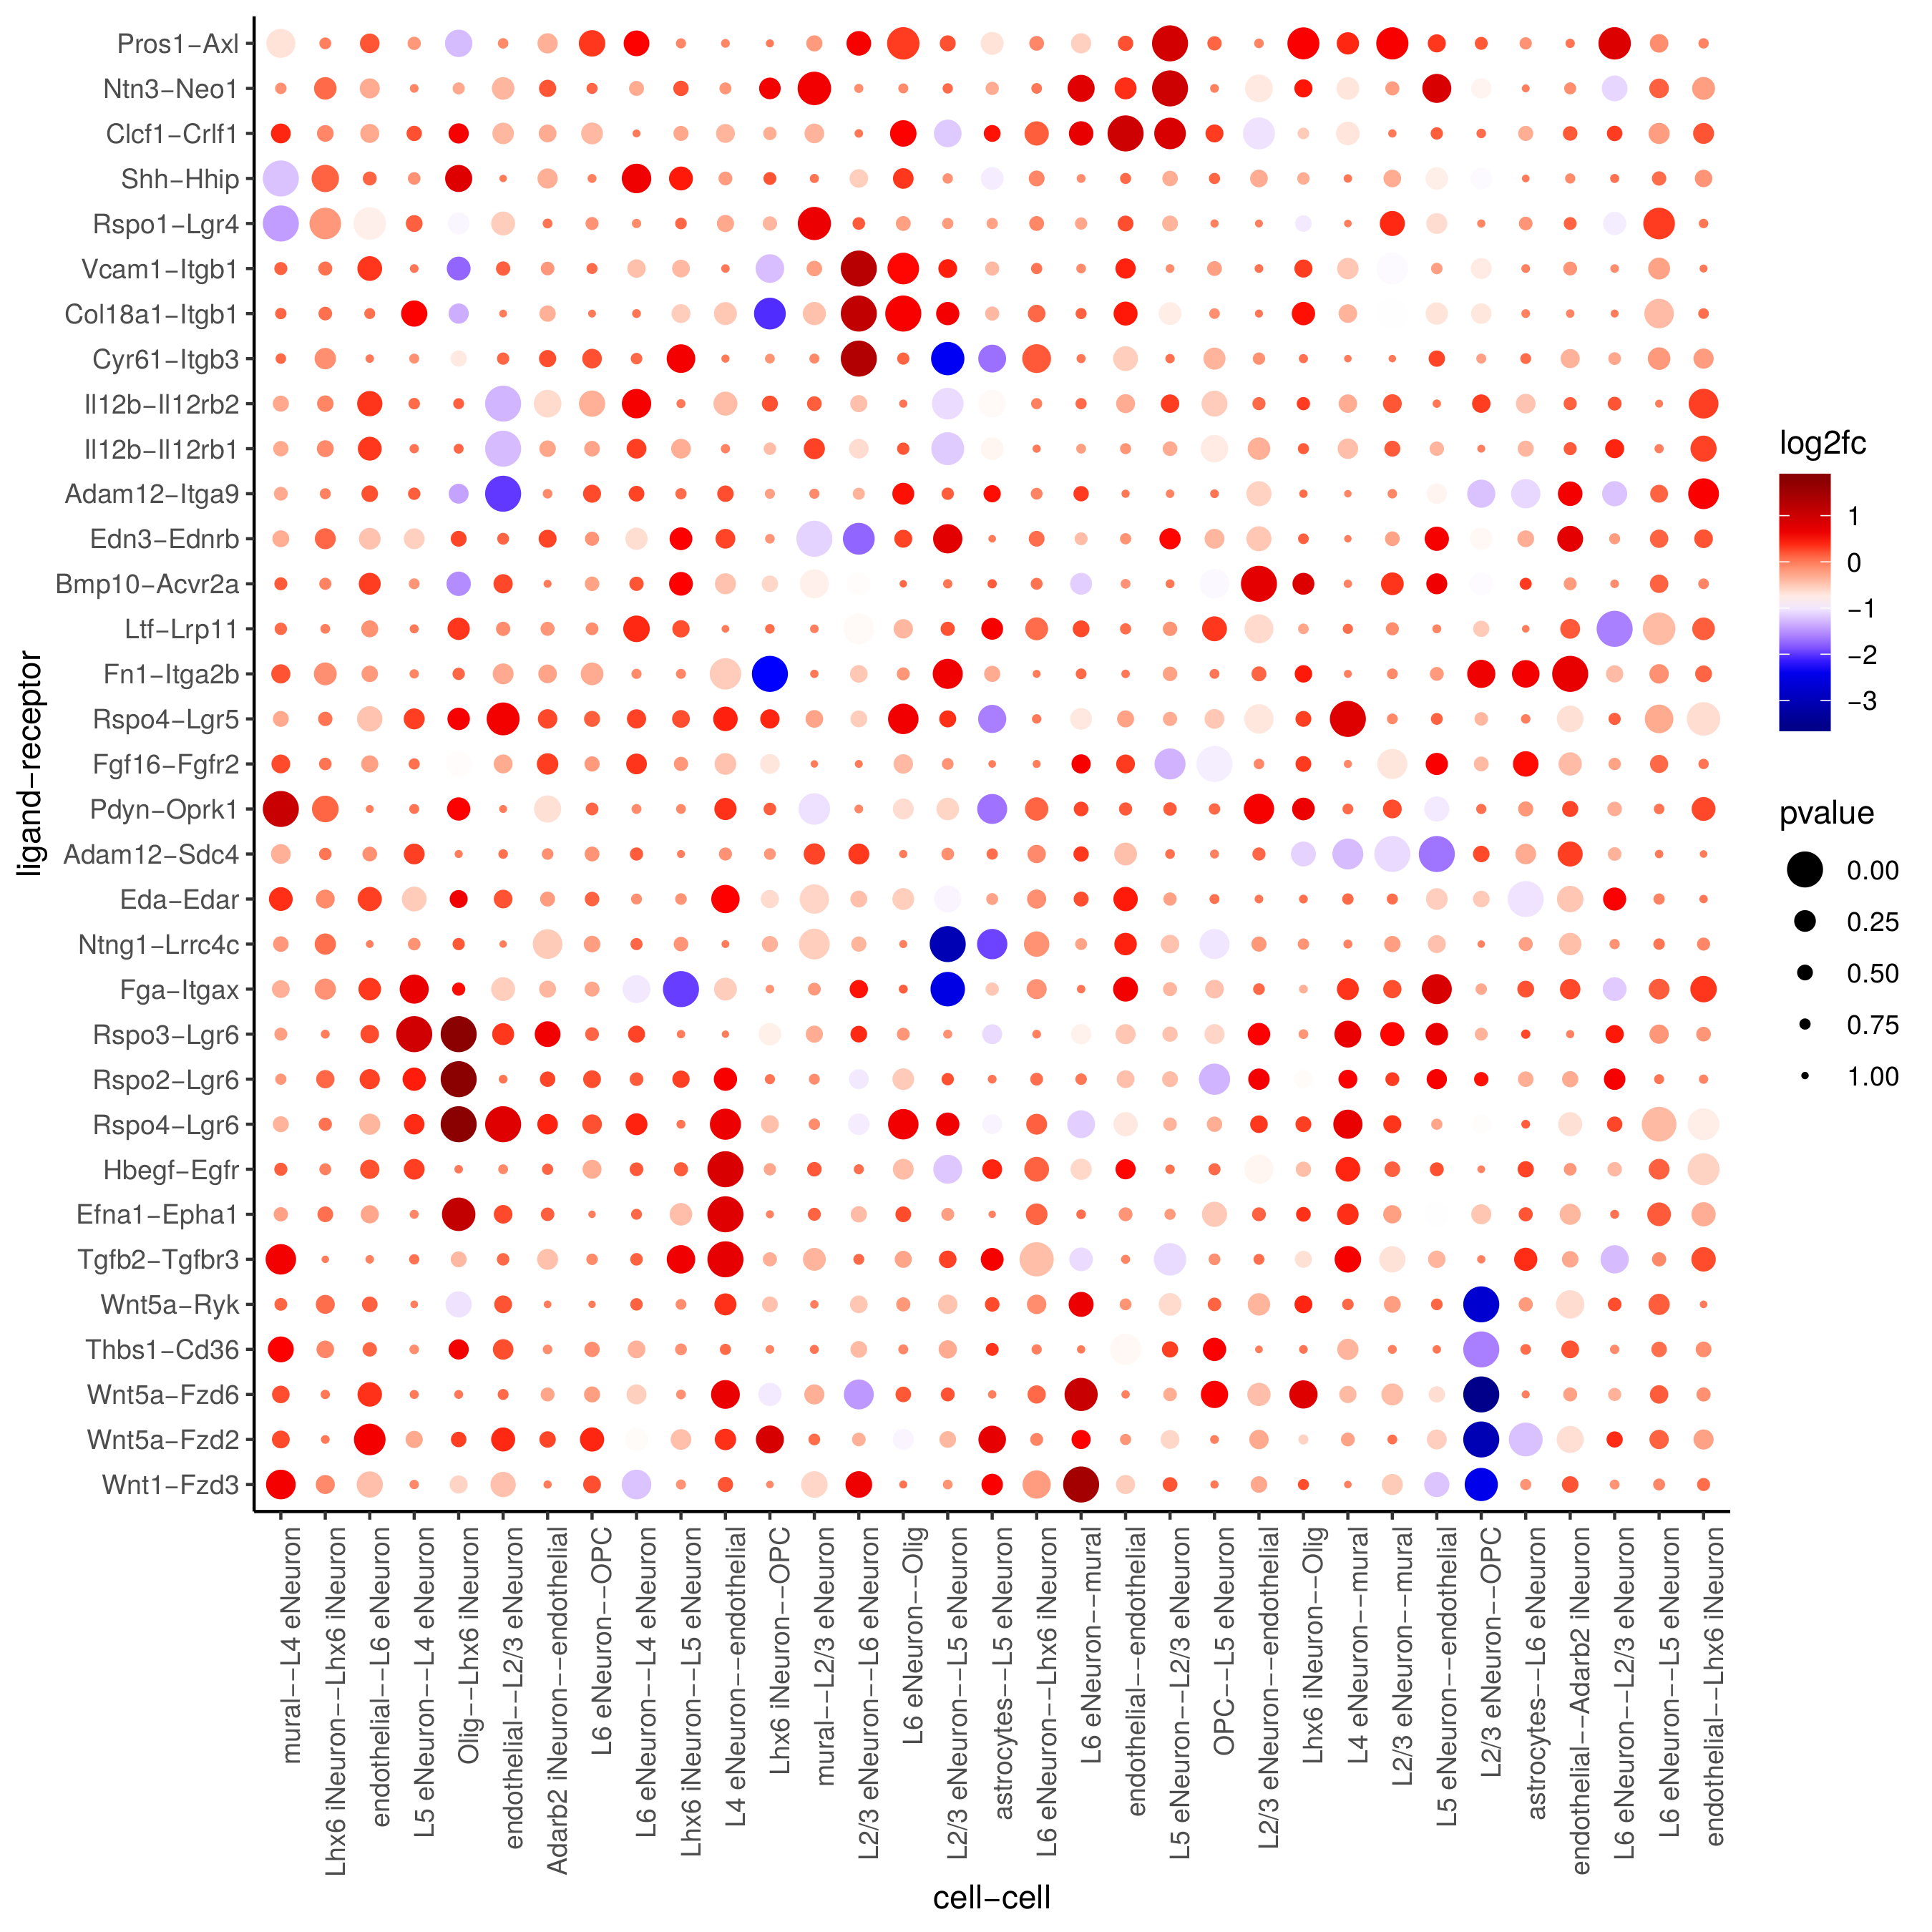 Pros1−Axl
Ntn3−Neo1
Clcf1−Crlf1
Shh−Hhip
Rspo1−Lgr4
Vcam1−Itgb1
Col18a1−Itgb1
Cyr61−Itgb3
Il12b−Il12rb2
Il12b−Il12rb1
Adam12−Itga9
Edn3−Ednrb
Bmp10−Acvr2a
Ltf−Lrp11
Fn1−Itga2b
Rspo4−Lgr5
Fgf16−Fgfr2
Pdyn−Oprk1
Adam12−Sdc4
Eda−Edar
Ntng1−Lrrc4c
Fga−Itgax
Rspo3−Lgr6
Rspo2−Lgr6
Rspo4−Lgr6
Hbegf−Egfr
Efna1−Epha1
Tgfb2−Tgfbr3
Wnt5a−Ryk
Thbs1−Cd36
Wnt5a−Fzd6
Wnt5a−Fzd2
Wnt1−Fzd3
ligand−receptor
mural−−L4 eNeuron
Lhx6 iNeuron−−Lhx6 iNeuron
endothelial−−L6 eNeuron
L5 eNeuron−−L4 eNeuron
Olig−−Lhx6 iNeuron
endothelial−−L2/3 eNeuron
Adarb2 iNeuron−−endothelial
L6 eNeuron−−OPC
L6 eNeuron−−L4 eNeuron
Lhx6 iNeuron−−L5 eNeuron
L4 eNeuron−−endothelial
Lhx6 iNeuron−−OPC
mural−−L2/3 eNeuron
L2/3 eNeuron−−L6 eNeuron
L6 eNeuron−−Olig
L2/3 eNeuron−−L5 eNeuron
astrocytes−−L5 eNeuron
L6 eNeuron−−Lhx6 iNeuron
L6 eNeuron−−mural
endothelial−−endothelial
L5 eNeuron−−L2/3 eNeuron
OPC−−L5 eNeuron
L2/3 eNeuron−−endothelial
Lhx6 iNeuron−−Olig
L4 eNeuron−−mural
L2/3 eNeuron−−mural
L5 eNeuron−−endothelial
L2/3 eNeuron−−OPC
astrocytes−−L6 eNeuron
endothelial−−Adarb2 iNeuron
L6 eNeuron−−L2/3 eNeuron
L6 eNeuron−−L5 eNeuron
endothelial−−Lhx6 iNeuron
cell−cell
log2fc
1
0
−1
−2
−3
pvalue
0.00
0.25
0.50
0.75
1.00